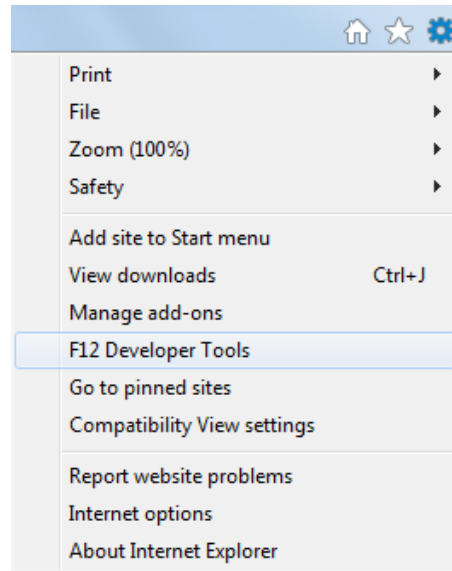 Print
File
Zoom (100%)
Safety
Add site to Start menu
View downloads Ctrl+J
Manage add-ons
F12 Developer Tools
Go to pinned sites
Compatibility View settings
Report website problems
Internet options
About Internet Explorer